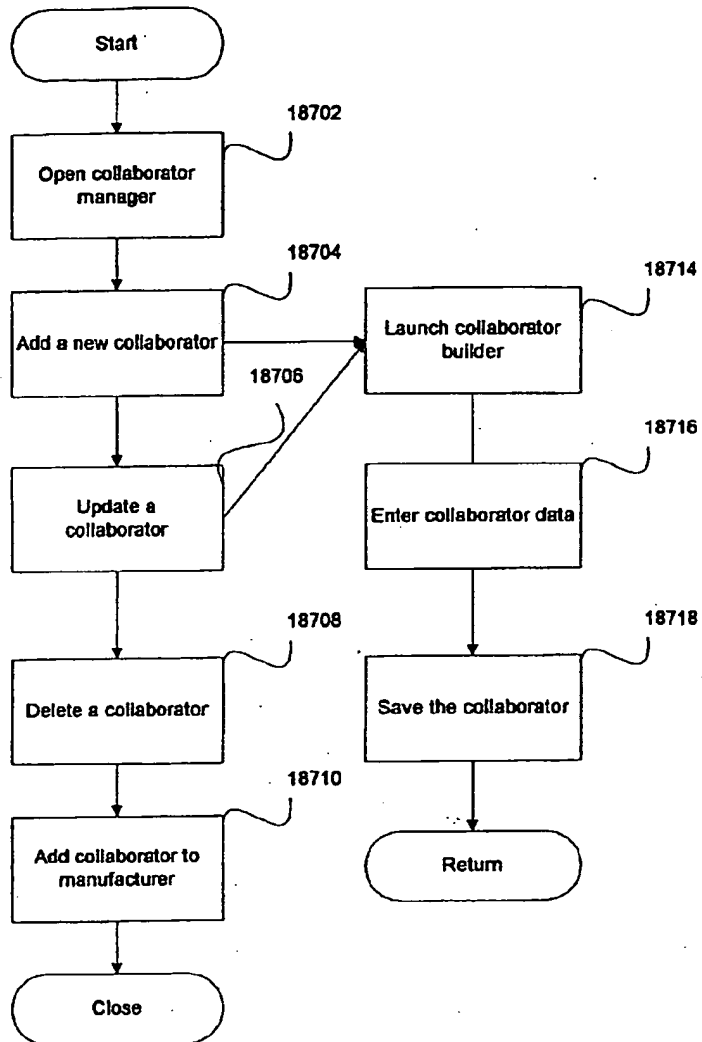 Start
18702
Open collaborator
manager
18704
Add a new collaborator
18706
Update a
collaborator
18708
Delete a collaborator
18710
Add collaborator to
manufacturer
Close
18714
Launch collaborator
builder
18716
Enter collaborator data
18718
Save the collaborator
Return